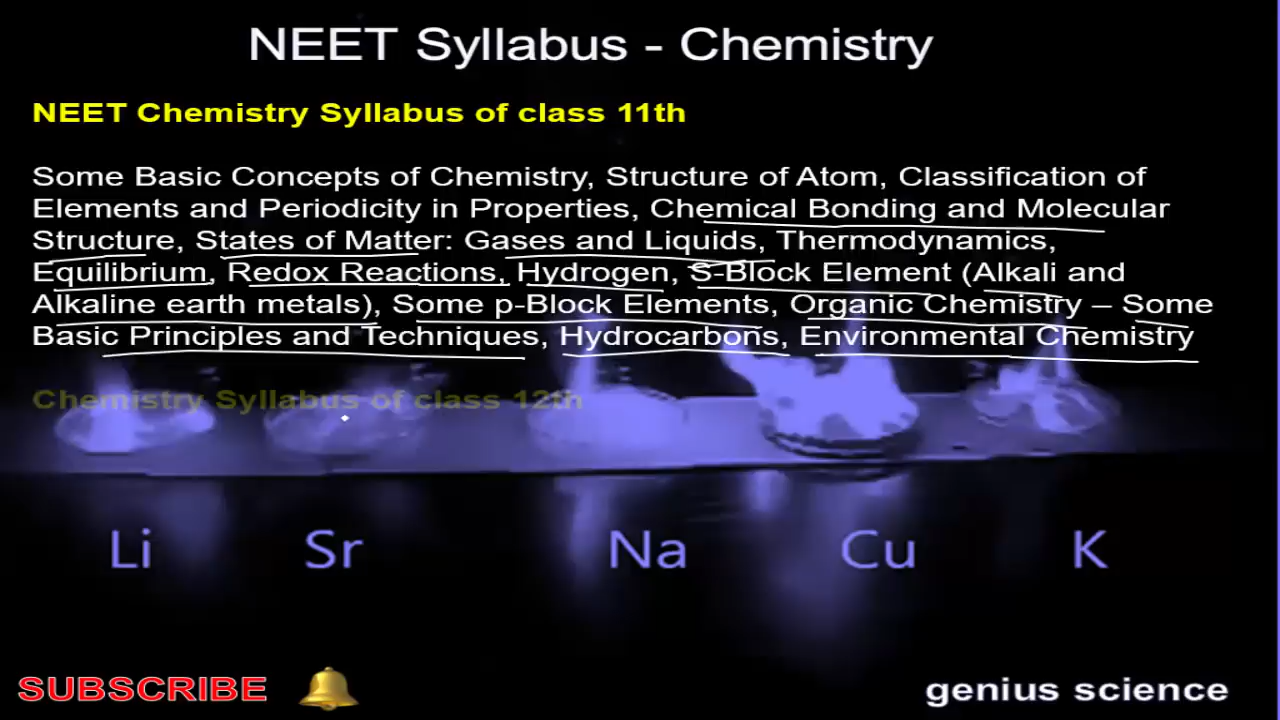 NEET Syllabus - Chemistry
NEET Chemistry Syllabus of class 11th
Some Basic Concepts of Chemistry, Structure of Atom, Classification of
Elements and Periodicity in Properties, Chemical Bonding and Molecular
Structure, States of Matter: Gases and Liquids, Thermodynamics,
Equilibrium, Redox Reactions, Hydrogen, S-Block Element (Alkali and
Alkaline earth metals), Some p-Block Elements, Organic Chemistry – Some
Basic Principles and Techniques, Hydrocarbons, Environmental Chemistry
Chemistry Syllabus of class 12th
Li Sr Na Cu K
SUBSCRIBE
genius science